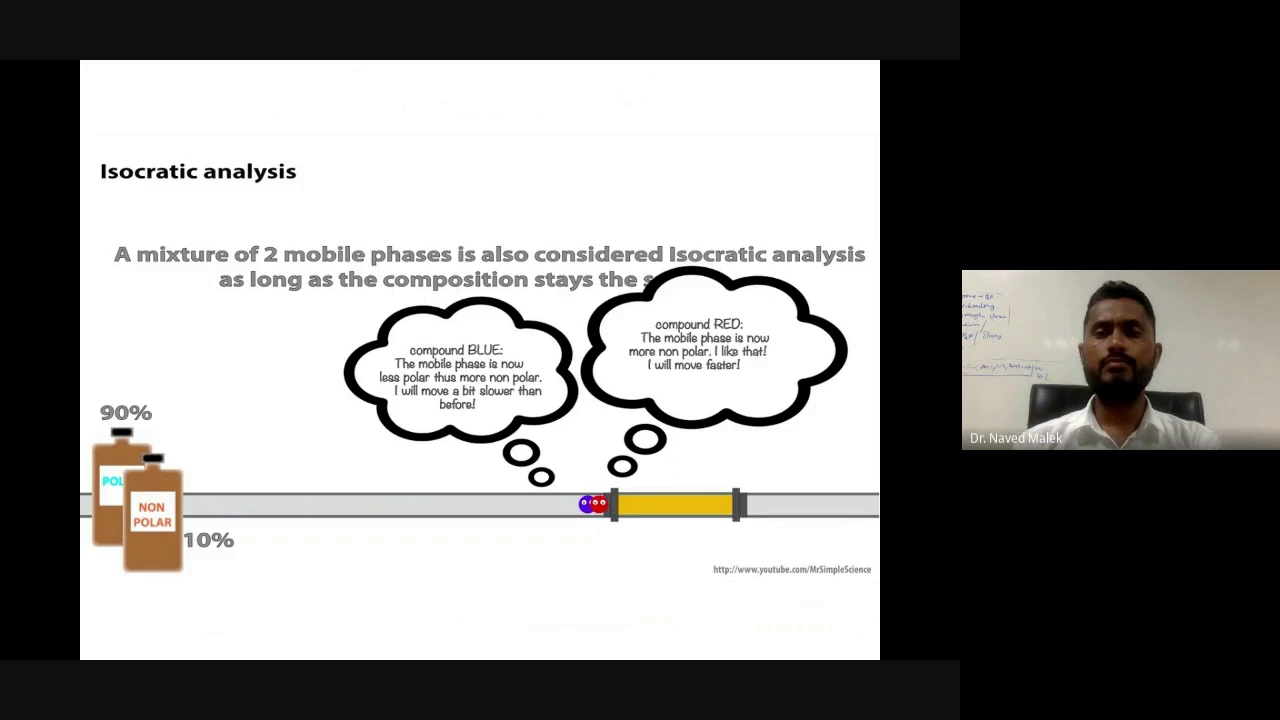 Isocratic analysis
A mixture of 2 mobile phases is also considered Isocratic analysis
as long as the composition stays the s
compound BLUE:
The mobile phase is now
less polar thus more non polar.
I will move a bit slower than
before!
compound RED:
The mobile phase is now
more non polar. I like that!
I will move faster!
90%
POL
NON
POLAR
10%
http://www.youtube.com/MrSimpleScience
Dr. Naved Malek